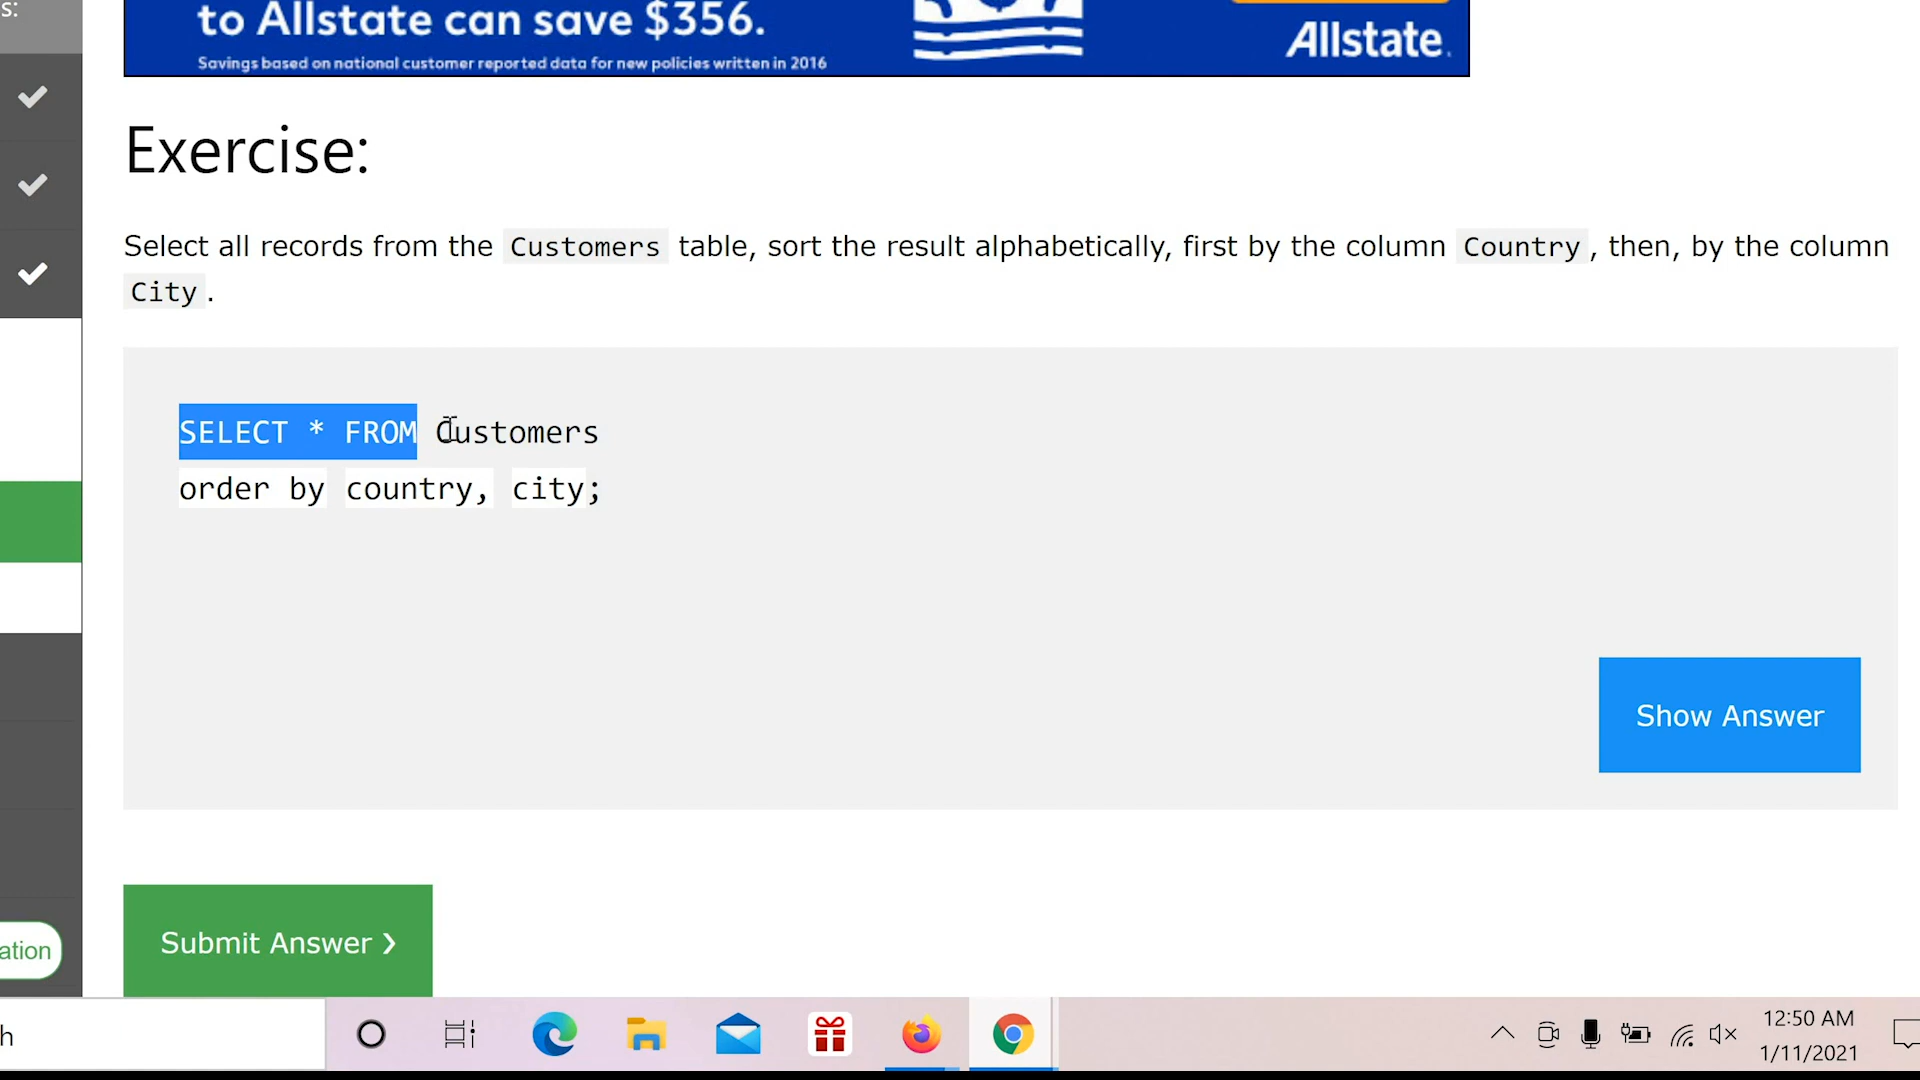 s:
to Allstate can save $356.
Savings based on national customer reported data for new policies written in 2016
Allstate.
Exercise:
Select all records from the Customers table, sort the result alphabetically, first by the column Country, then, by the column
City.
SELECT * FROM Customers
order by country, city;
Show Answer
Submit Answer ❯
ation
h
12:50 AM
1/11/2021